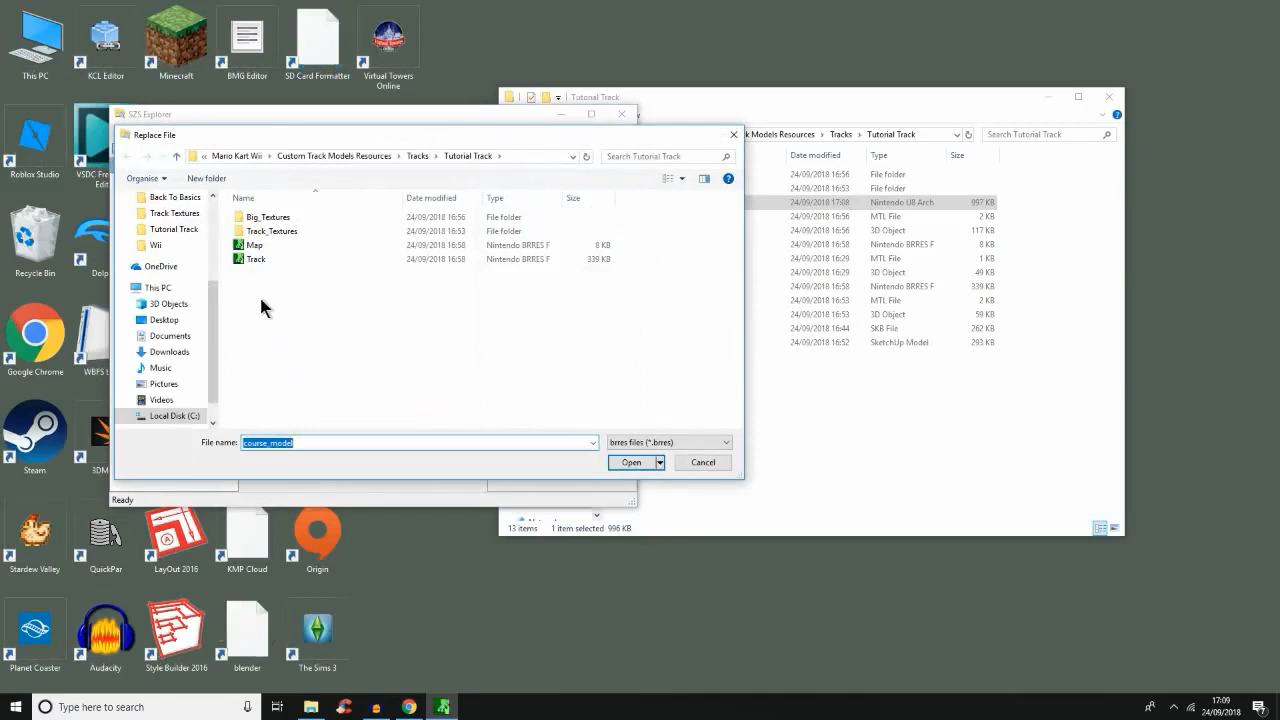 This PC
KCL Editor
Minecraft
BMG Editor
SD Card Formatter
Virtual Towers
Online
Roblox Studio
VSDC Free
Edit
Recycle Bin
Dolp
Google Chrome
WBFS t
Steam
3DM
Stardew Valley
QuickPar
LayOut 2016
KMP Cloud
Origin
Planet Coaster
Audacity
Style Builder 2016
blender
The Sims 3
SZS Explorer
Replace File
« Mario Kart Wii > Custom Track Models Resources > Tracks > Tutorial Track >
Search Tutorial Track
Organise
New folder
Back To Basics
Track Textures
Tutorial Track
Wii
OneDrive
This PC
3D Objects
Desktop
Documents
Downloads
Music
Pictures
Videos
Local Disk (C:)
Name Date modified Type Size
Big_Textures 24/09/2018 16:56 File folder
Track_Textures 24/09/2018 16:53 File folder
Map 24/09/2018 16:58 Nintendo BRRES F 8 KB
Track 24/09/2018 16:58 Nintendo BRRES F 339 KB
File name: course_model
brres files (*.brres)
Open
Cancel
Ready
Tutorial Track
k Models Resources > Tracks > Tutorial Track
Search Tutorial Track
Date modified Type Size
24/09/2018 16:56 File folder
24/09/2018 16:53 File folder
24/09/2018 17:08 Nintendo U8 Arch 997 KB
24/09/2018 16:56 MTL File 2 KB
24/09/2018 16:56 3D Object 117 KB
24/09/2018 16:58 Nintendo BRRES F 8 KB
24/09/2018 16:29 MTL File 2 KB
24/09/2018 16:29 3D Object 49 KB
24/09/2018 16:58 Nintendo BRRES F 339 KB
24/09/2018 16:53 MTL File 2 KB
24/09/2018 16:53 3D Object 59 KB
24/09/2018 16:44 SKB File 262 KB
24/09/2018 16:52 SketchUp Model 293 KB
13 items 1 item selected 996 KB
Type here to search
17:09
24/09/2018